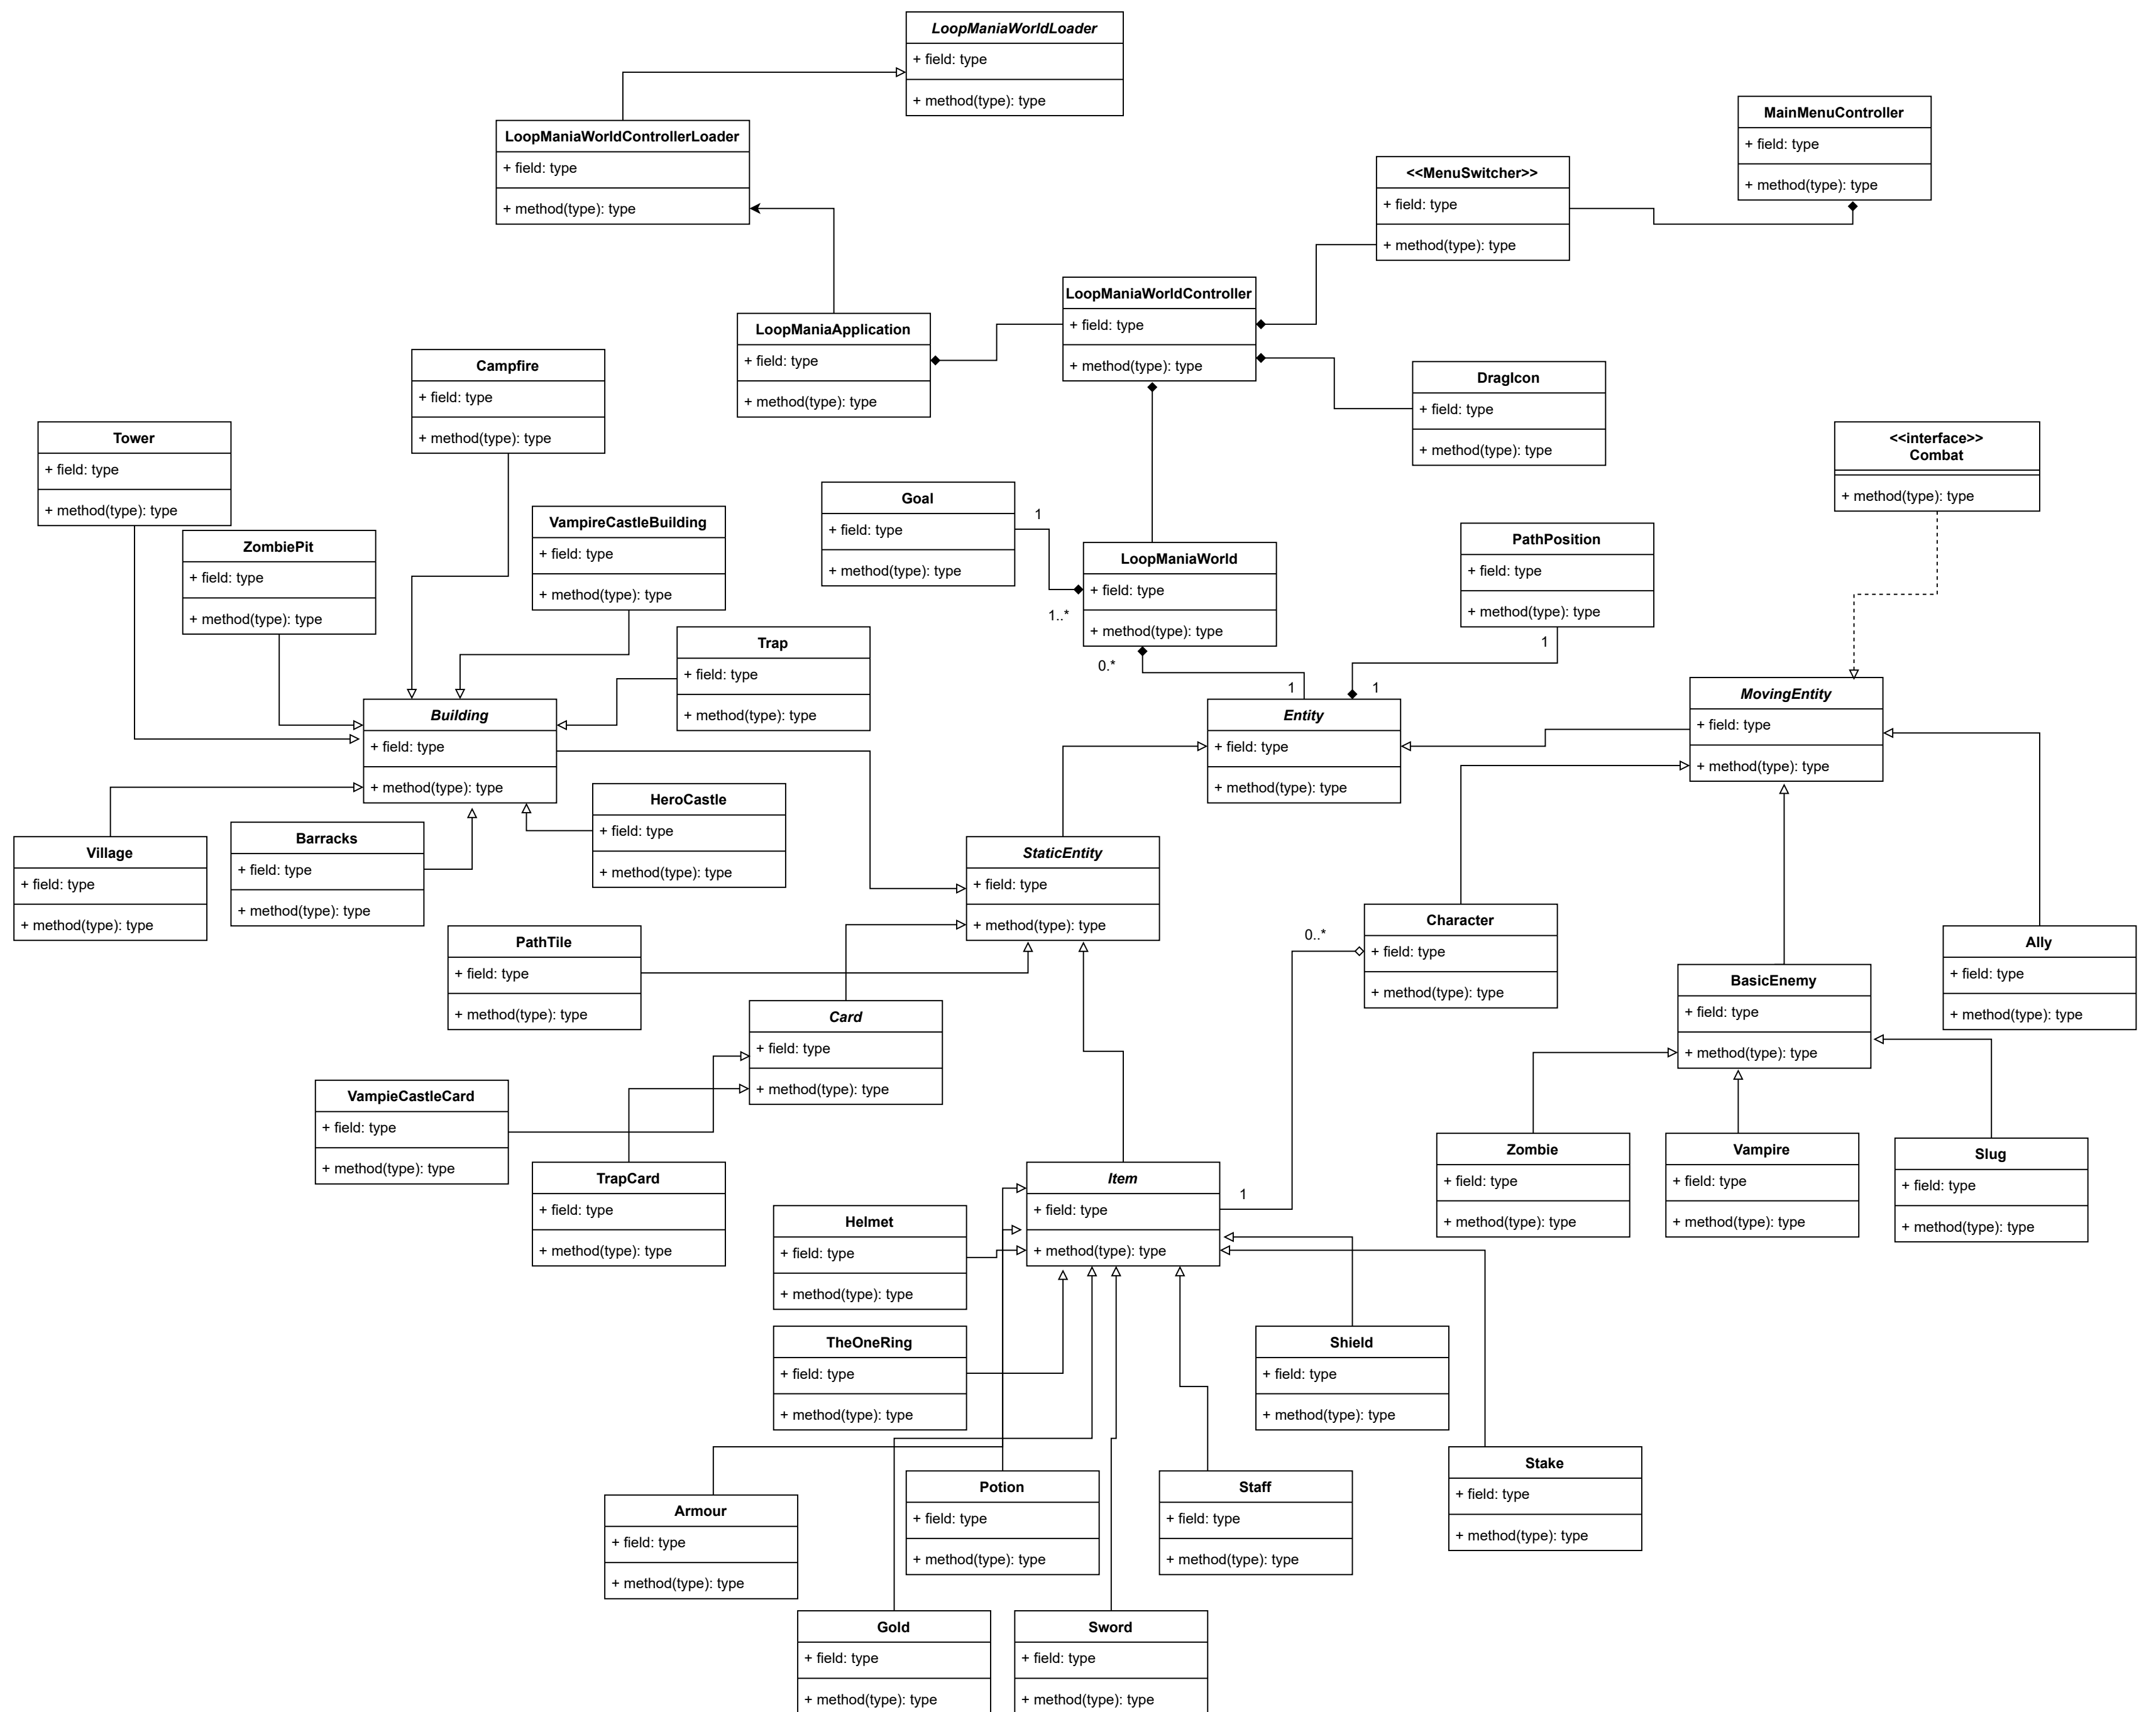 LoopManiaWorldLoader
+ field: type
+ method(type): type
LoopManiaWorldControllerLoader
+ field: type
+ method(type): type
MainMenuController
+ field: type
+ method(type): type
<<MenuSwitcher>>
+ field: type
+ method(type): type
LoopManiaWorldController
+ field: type
+ method(type): type
LoopManiaApplication
+ field: type
+ method(type): type
Campfire
+ field: type
+ method(type): type
DragIcon
+ field: type
+ method(type): type
Tower
+ field: type
+ method(type): type
<<interface>>
Combat
+ method(type): type
Goal
+ field: type
+ method(type): type
1
1..*
VampireCastleBuilding
+ field: type
+ method(type): type
PathPosition
+ field: type
+ method(type): type
1
ZombiePit
+ field: type
+ method(type): type
LoopManiaWorld
+ field: type
+ method(type): type
0.*
1
1
Trap
+ field: type
+ method(type): type
MovingEntity
+ field: type
+ method(type): type
Building
+ field: type
+ method(type): type
Entity
+ field: type
+ method(type): type
HeroCastle
+ field: type
+ method(type): type
Barracks
+ field: type
+ method(type): type
Village
+ field: type
+ method(type): type
StaticEntity
+ field: type
+ method(type): type
Character
+ field: type
+ method(type): type
0..*
PathTile
+ field: type
+ method(type): type
Ally
+ field: type
+ method(type): type
BasicEnemy
+ field: type
+ method(type): type
Card
+ field: type
+ method(type): type
VampieCastleCard
+ field: type
+ method(type): type
Zombie
+ field: type
+ method(type): type
Vampire
+ field: type
+ method(type): type
Slug
+ field: type
+ method(type): type
TrapCard
+ field: type
+ method(type): type
Item
+ field: type
+ method(type): type
1
Helmet
+ field: type
+ method(type): type
TheOneRing
+ field: type
+ method(type): type
Shield
+ field: type
+ method(type): type
Stake
+ field: type
+ method(type): type
Potion
+ field: type
+ method(type): type
Staff
+ field: type
+ method(type): type
Armour
+ field: type
+ method(type): type
Gold
+ field: type
+ method(type): type
Sword
+ field: type
+ method(type): type